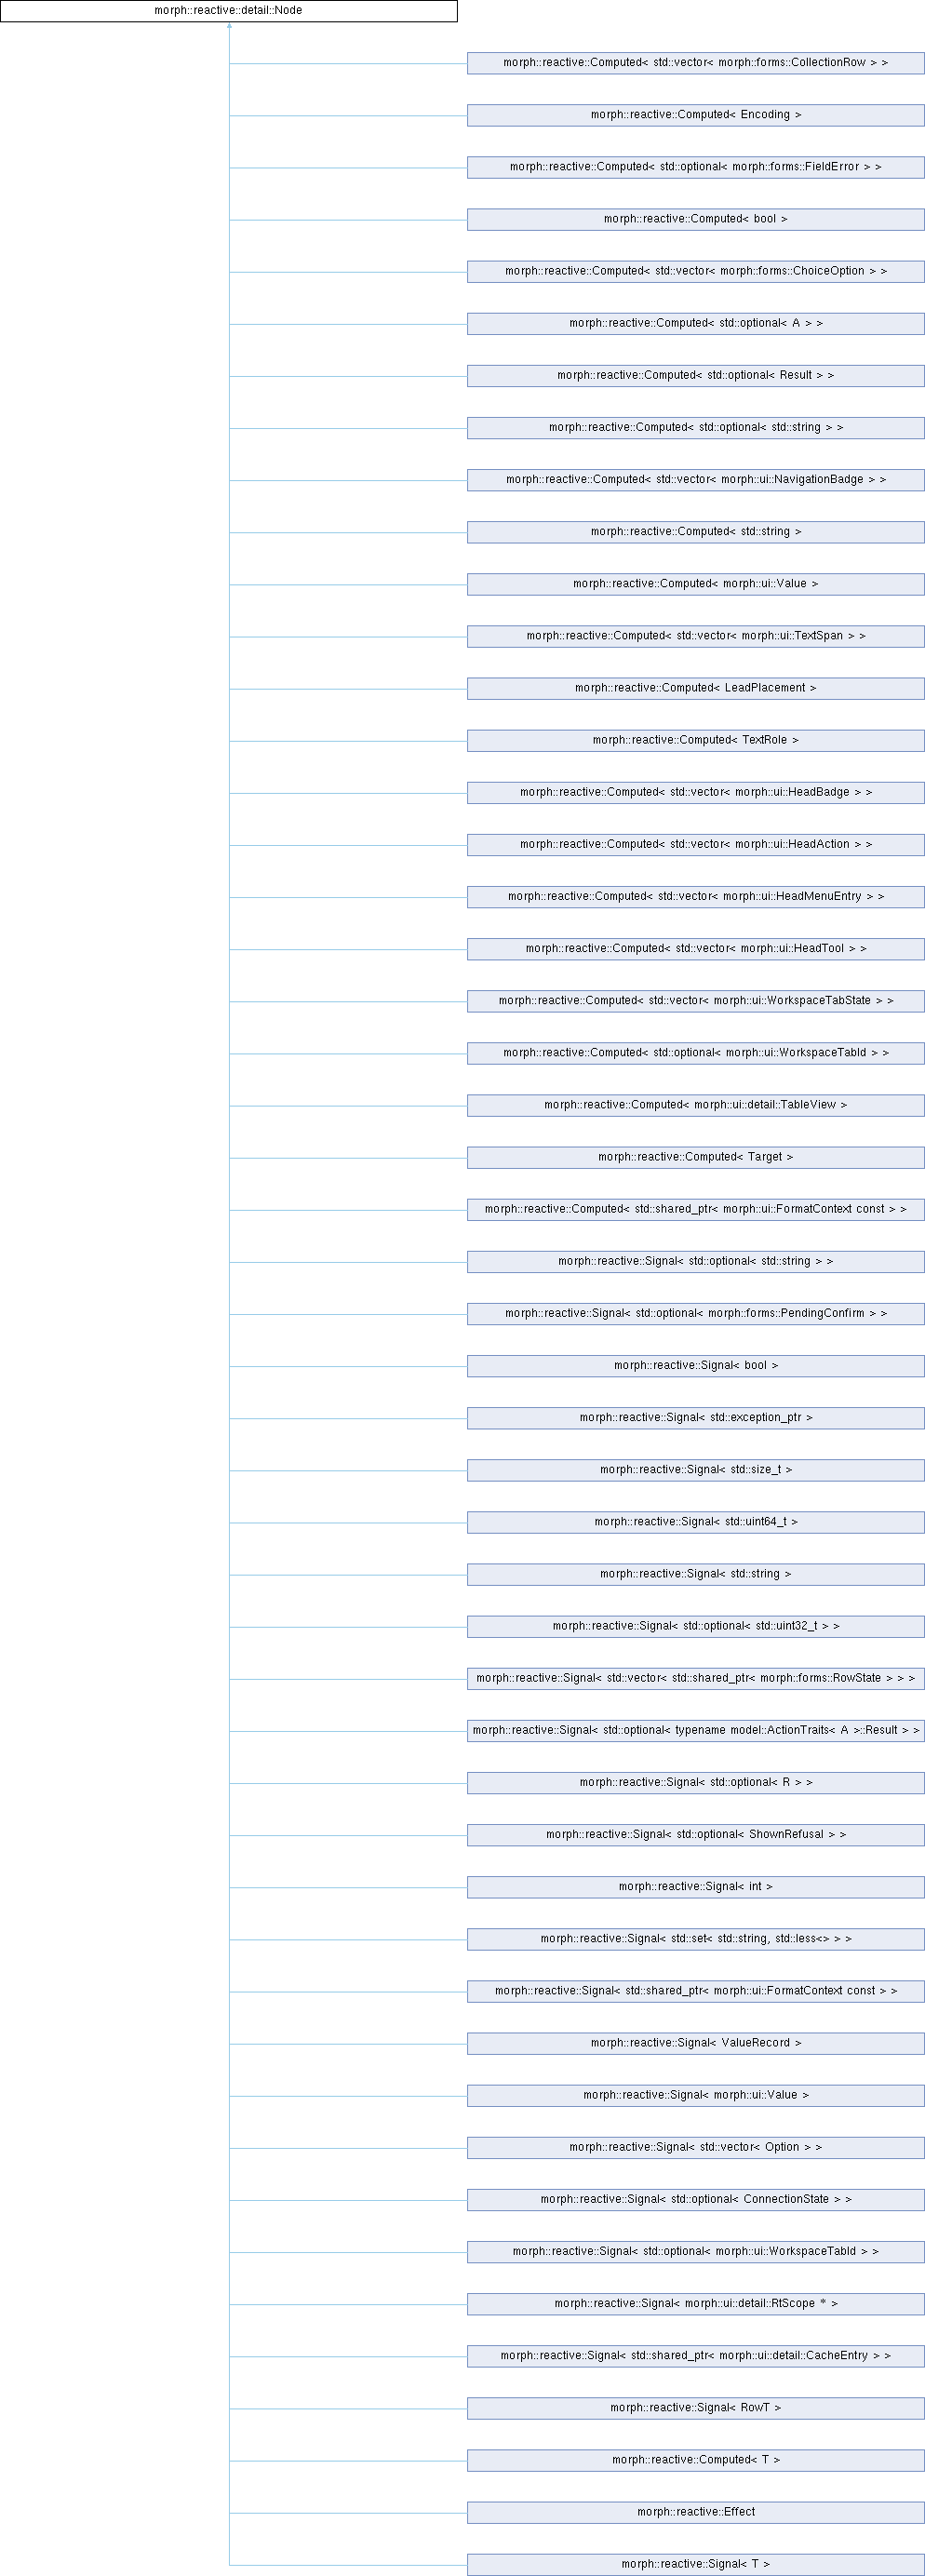 morph::reactive::detail::Node
morph::reactive::Computed< std::vector< morph::forms::CollectionRow > >
morph::reactive::Computed< Encoding >
morph::reactive::Computed< std::optional< morph::forms::FieldError > >
morph::reactive::Computed< bool >
morph::reactive::Computed< std::vector< morph::forms::ChoiceOption > >
morph::reactive::Computed< std::optional< A > >
morph::reactive::Computed< std::optional< Result > >
morph::reactive::Computed< std::optional< std::string > >
morph::reactive::Computed< std::vector< morph::ui::NavigationBadge > >
morph::reactive::Computed< std::string >
morph::reactive::Computed< morph::ui::Value >
morph::reactive::Computed< std::vector< morph::ui::TextSpan > >
morph::reactive::Computed< LeadPlacement >
morph::reactive::Computed< TextRole >
morph::reactive::Computed< std::vector< morph::ui::HeadBadge > >
morph::reactive::Computed< std::vector< morph::ui::HeadAction > >
morph::reactive::Computed< std::vector< morph::ui::HeadMenuEntry > >
morph::reactive::Computed< std::vector< morph::ui::HeadTool > >
morph::reactive::Computed< std::vector< morph::ui::WorkspaceTabState > >
morph::reactive::Computed< std::optional< morph::ui::WorkspaceTabId > >
morph::reactive::Computed< morph::ui::detail::TableView >
morph::reactive::Computed< Target >
morph::reactive::Computed< std::shared_ptr< morph::ui::FormatContext const > >
morph::reactive::Signal< std::optional< std::string > >
morph::reactive::Signal< std::optional< morph::forms::PendingConfirm > >
morph::reactive::Signal< bool >
morph::reactive::Signal< std::exception_ptr >
morph::reactive::Signal< std::size_t >
morph::reactive::Signal< std::uint64_t >
morph::reactive::Signal< std::string >
morph::reactive::Signal< std::optional< std::uint32_t > >
morph::reactive::Signal< std::vector< std::shared_ptr< morph::forms::RowState > > >
morph::reactive::Signal< std::optional< typename model::ActionTraits< A >::Result > >
morph::reactive::Signal< std::optional< R > >
morph::reactive::Signal< std::optional< ShownRefusal > >
morph::reactive::Signal< int >
morph::reactive::Signal< std::set< std::string, std::less<> > >
morph::reactive::Signal< std::shared_ptr< morph::ui::FormatContext const > >
morph::reactive::Signal< ValueRecord >
morph::reactive::Signal< morph::ui::Value >
morph::reactive::Signal< std::vector< Option > >
morph::reactive::Signal< std::optional< ConnectionState > >
morph::reactive::Signal< std::optional< morph::ui::WorkspaceTabId > >
morph::reactive::Signal< morph::ui::detail::RtScope * >
morph::reactive::Signal< std::shared_ptr< morph::ui::detail::CacheEntry > >
morph::reactive::Signal< RowT >
morph::reactive::Computed< T >
morph::reactive::Effect
morph::reactive::Signal< T >